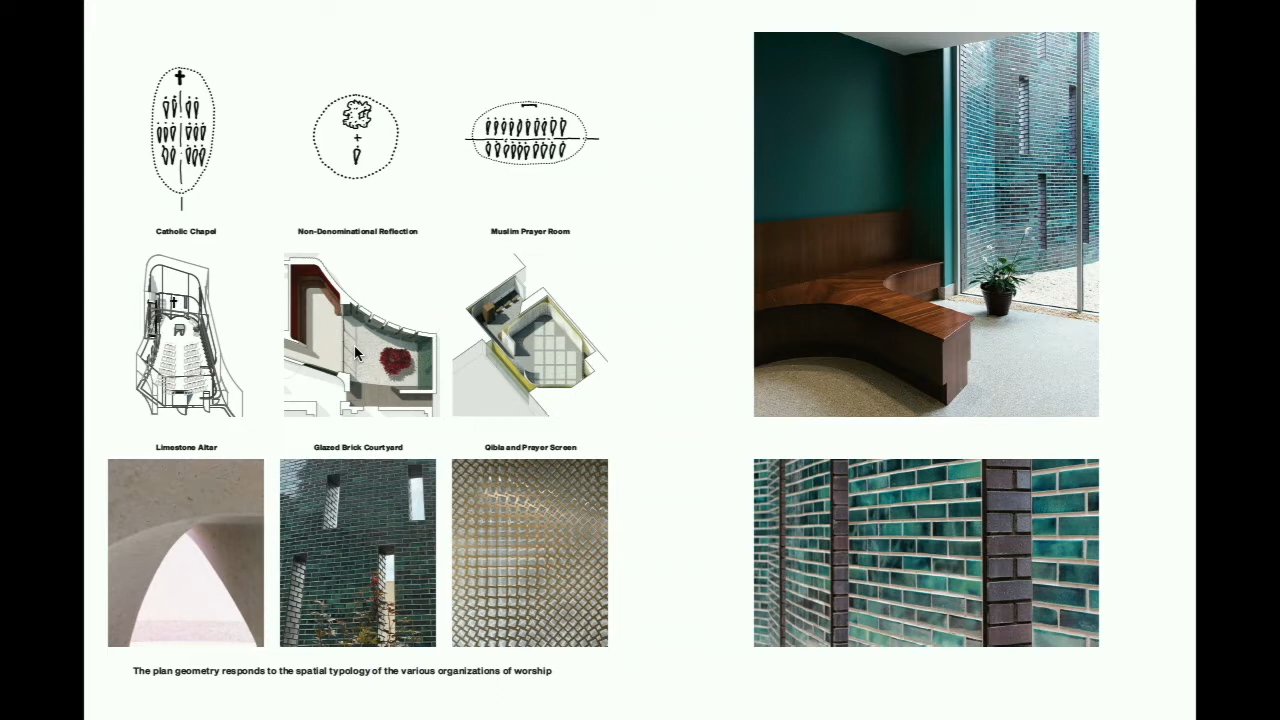 Catholic Chapel
Non-Denominational Reflection
Muslim Prayer Room
Limestone Altar
Glazed Brick Courtyard
Qibla and Prayer Screen
The plan geometry responds to the spatial typology of the various organizations of worship